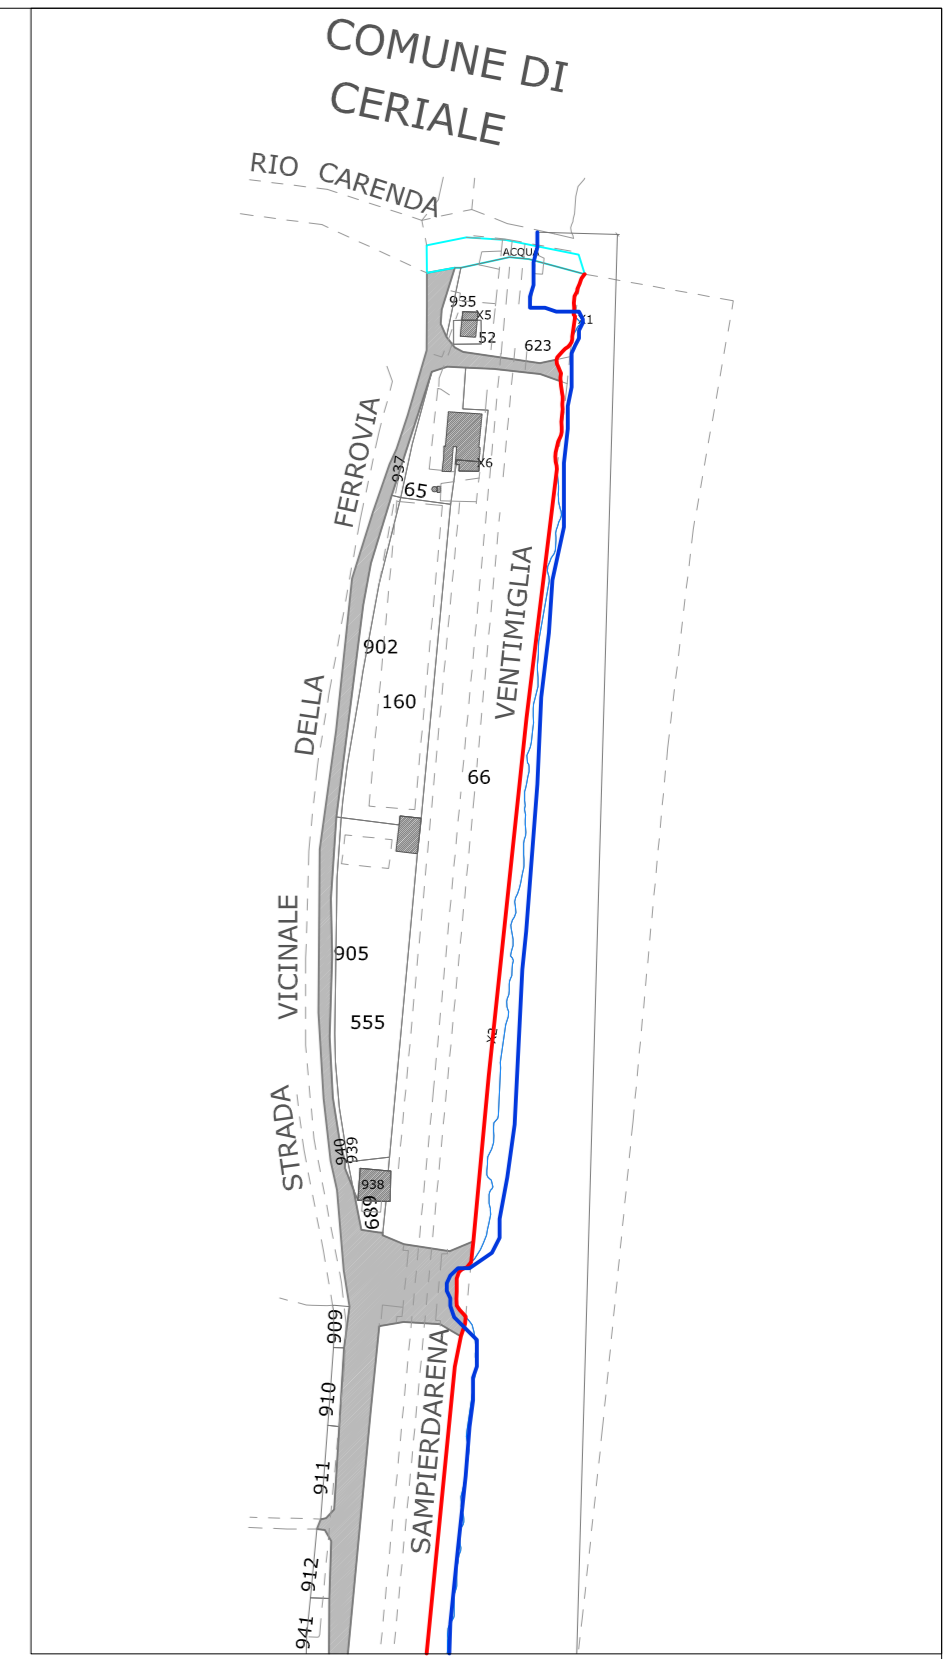 COMUNE DI
CERIALE
RIO CARENDA
ACQUA
935
X5
52
623
X1
FERROVIA
937
X6
65
VENTIMIGLIA
902
160
DELLA
66
VICINALE
905
555
X2
STRADA
940
939
938
689
909
SAMPIERDARENA
910
911
912
941